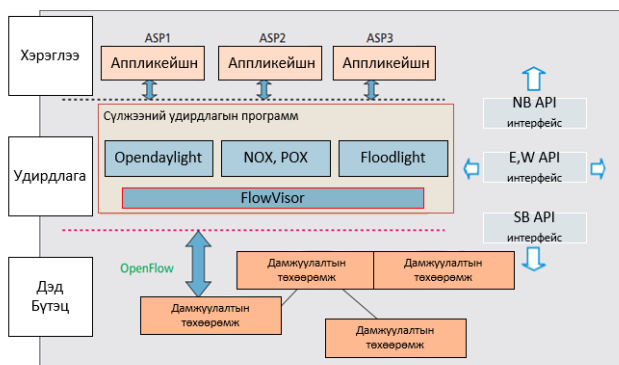 Хэрэглээ
ASP1
ASP2
ASP3
Аппликейшн
Аппликейшн
Аппликейшн
NB API
интерфейс
Сүлжээний удирдлагын программ
Удирдлага
Opendaylight
NOX, POX
Floodlight
E,W API
интерфейс
FlowVisor
SB API
интерфейс
OpenFlow
Дэд
Бүтэц
Дамжуулалтын
төхөөрөмж
Дамжуулалтын
төхөөрөмж
Дамжуулалтын
төхөөрөмж
Дамжуулалтын
төхөөрөмж